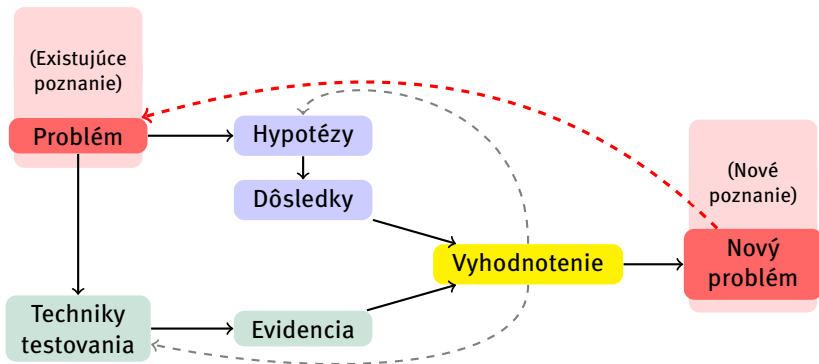 (Existujúce
poznanie)
Problém
Hypotézy
Dôsledky
(Nové
poznanie)
Vyhodnotenie
Nový
problém
Techniky
testovania
Evidencia